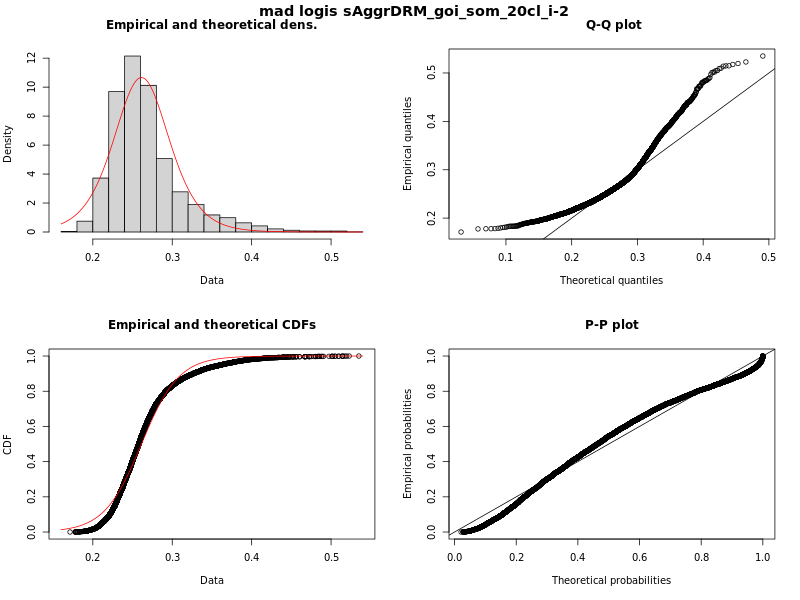 mad logis sAggrDRM_goi_som_20cl_i-2
Empirical and theoretical dens.
Density
0 2 4 6 8 10 12
0.2 0.3 0.4 0.5
Data
Q-Q plot
Empirical quantiles
0.2 0.3 0.4 0.5
0.1 0.2 0.3 0.4 0.5
Theoretical quantiles
Empirical and theoretical CDFs
CDF
0.0 0.2 0.4 0.6 0.8 1.0
0.2 0.3 0.4 0.5
Data
P-P plot
Empirical probabilities
0.0 0.2 0.4 0.6 0.8 1.0
0.0 0.2 0.4 0.6 0.8 1.0
Theoretical probabilities